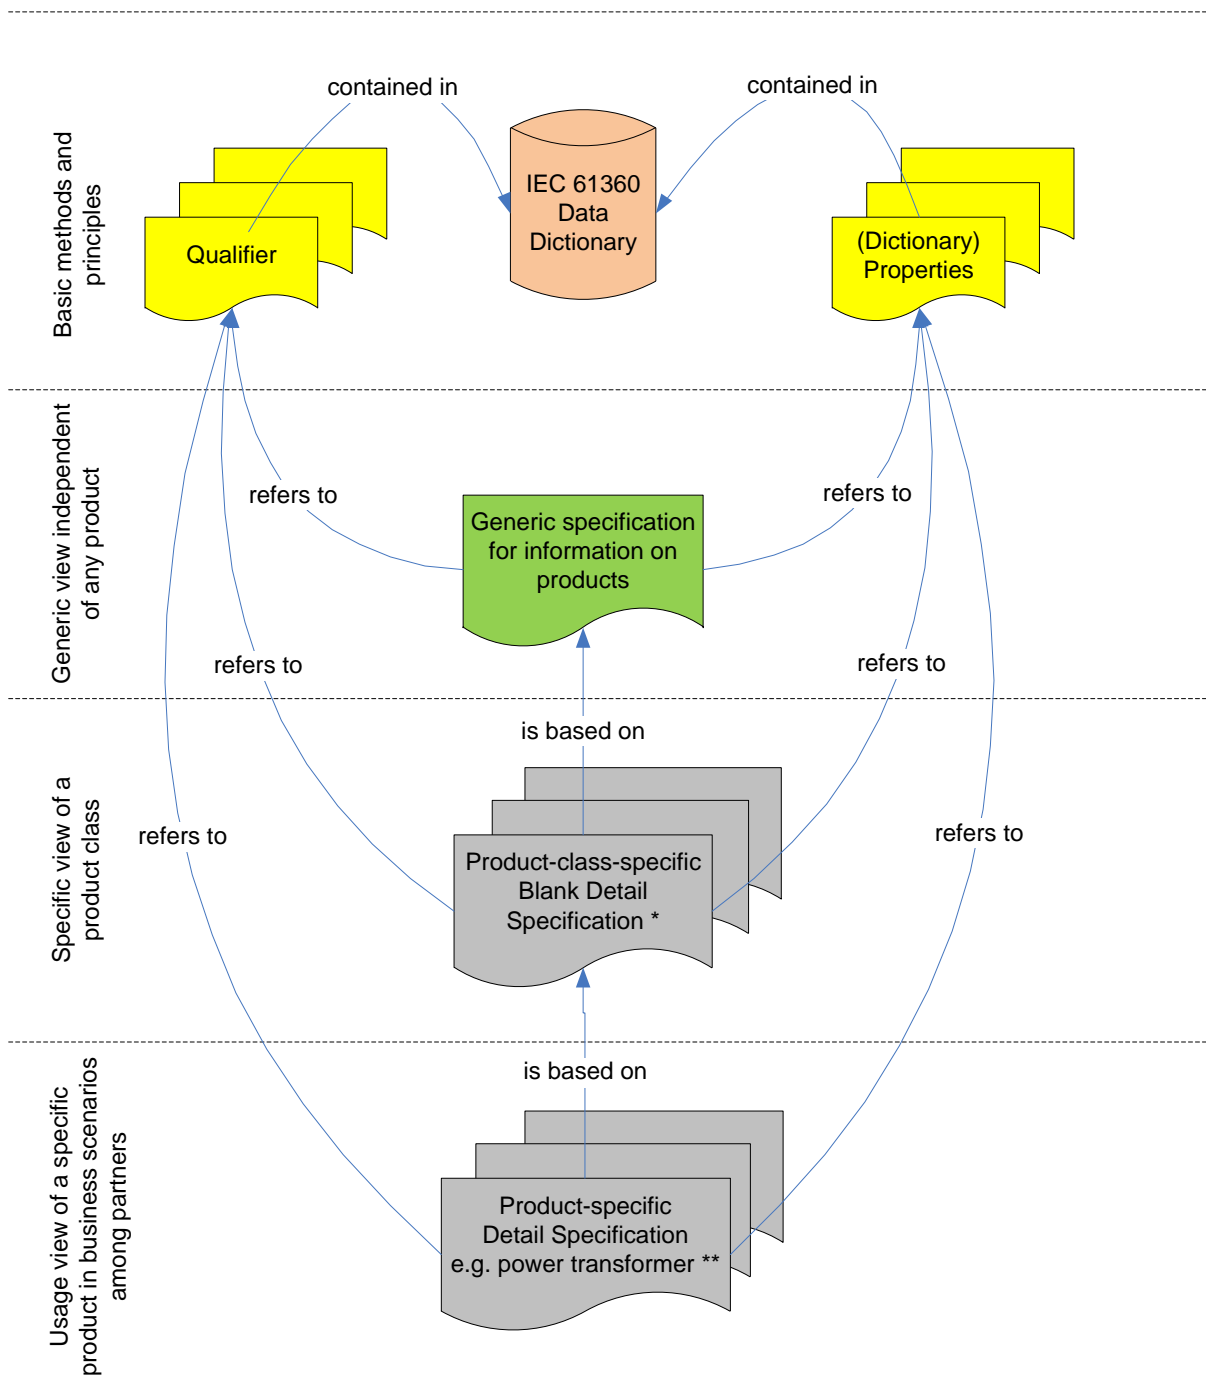 contained in
contained in
Basic methods and
principles
IEC 61360
Data
Dictionary
Qualifier
(Dictionary)
Properties
Generic view independent
of any product
refers to
refers to
Generic specification
for information on
products
refers to
refers to
Specific view of a
product class
is based on
refers to
refers to
Product-class-specific
Blank Detail
Specification *
Usage view of a specific
product in business scenarios
among partners
is based on
Product-specific
Detail Specification
e.g. power transformer **